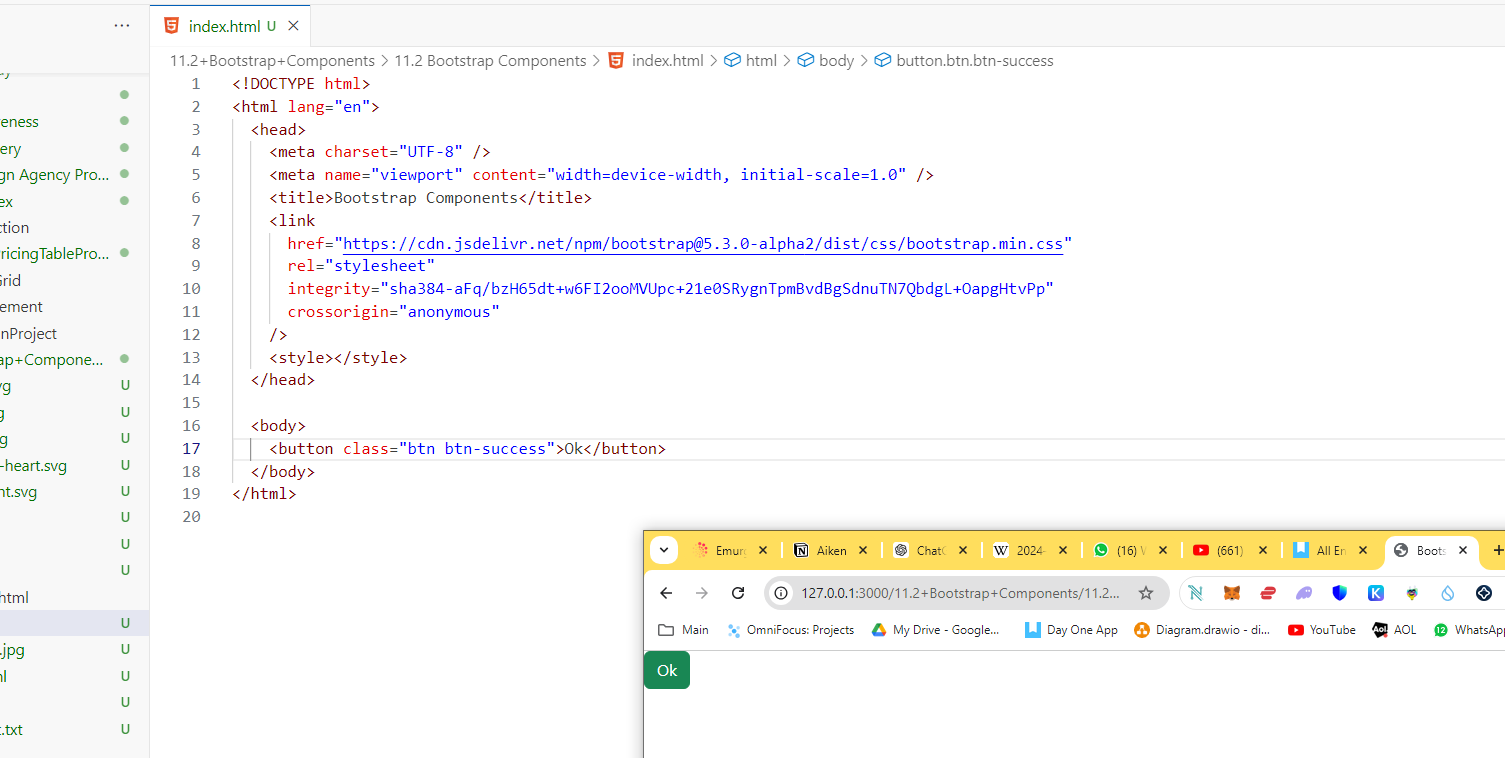 ...
index.html U ×
11.2+Bootstrap+Components > 11.2 Bootstrap Components > index.html > html > body > button.btn.btn-success
eness
ery
gn Agency Pro...
ex
ction
ricingTablePro...
Grid
ement
nProject
ap+Compone...
vg U
g U
g U
-heart.svg U
nt.svg U
U
U
U
html
U
.jpg U
ml U
U
t.txt U
1 <!DOCTYPE html>
2 <html lang="en">
3 <head>
4 <meta charset="UTF-8" />
5 <meta name="viewport" content="width=device-width, initial-scale=1.0" />
6 <title>Bootstrap Components</title>
7 <link
8 href="https://cdn.jsdelivr.net/npm/bootstrap@5.3.0-alpha2/dist/css/bootstrap.min.css"
9 rel="stylesheet"
10 integrity="sha384-aFq/bzH65dt+w6FI2ooMVUpc+21e0SRygnTpmBvdBgSdnuTN7QbdgL+OapgHtvPp"
11 crossorigin="anonymous"
12 />
13 <style></style>
14 </head>
15
16 <body>
17 <button class="btn btn-success">Ok</button>
18 </body>
19 </html>
20
Emurg Aiken ChatG 2024- (16) W (661) All En Boots
127.0.0.1:3000/11.2+Bootstrap+Components/11.2...
Main OmniFocus: Projects My Drive - Google... Day One App Diagram.drawio - di... YouTube Aol. AOL 12 WhatsApp
Ok